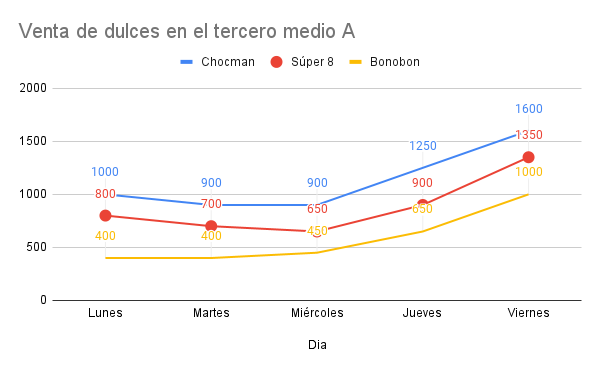 Venta de dulces en el tercero medio A
Chocman Súper 8 Bonobon
2000
1500
1000
500
0
1000 900 900 1250 1600
800 700 650 900 1350
400 400 450 650 1000
Lunes Martes Miércoles Jueves Viernes
Dia